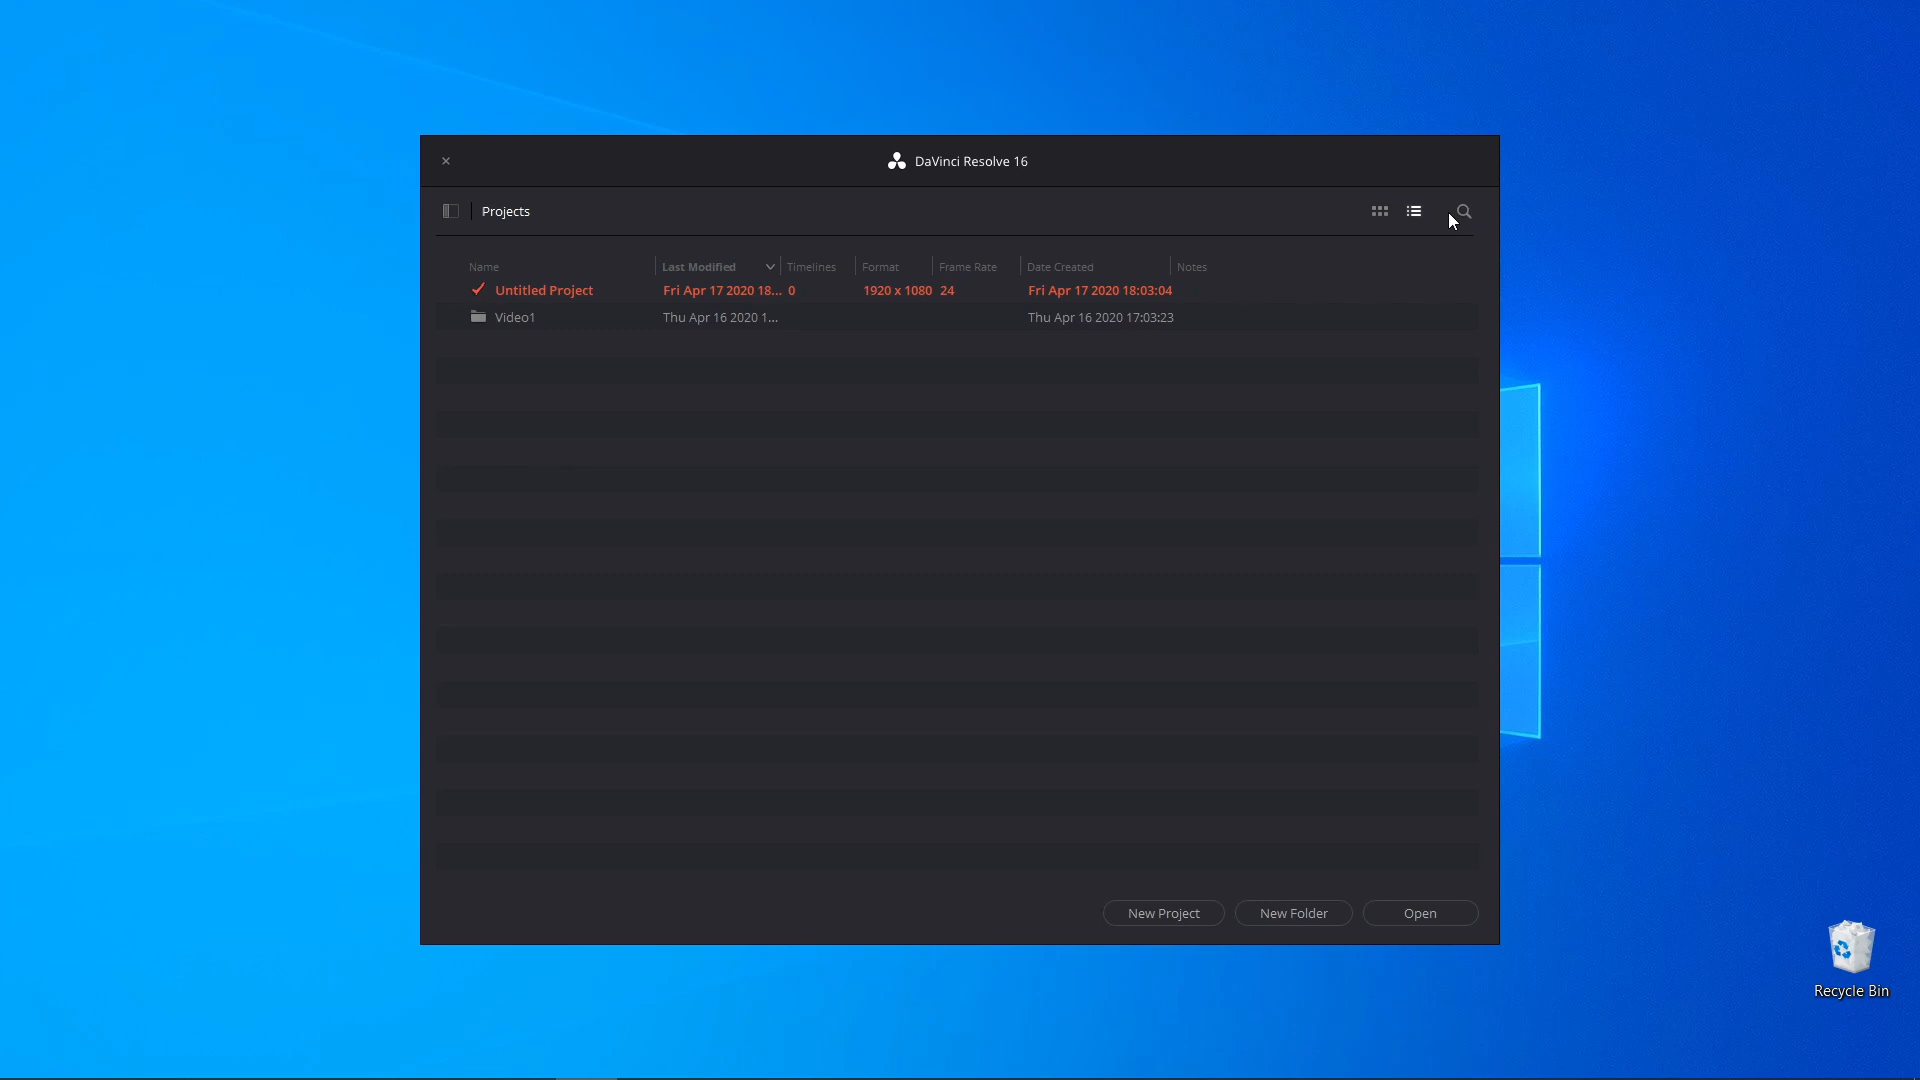 DaVinci Resolve 16
Projects
Name Last Modified Timelines Format Frame Rate Date Created Notes
Untitled Project Fri Apr 17 2020 18... 0 1920 x 1080 24 Fri Apr 17 2020 18:03:04
Video1 Thu Apr 16 2020 1... Thu Apr 16 2020 17:03:23
New Project New Folder Open
Recycle Bin